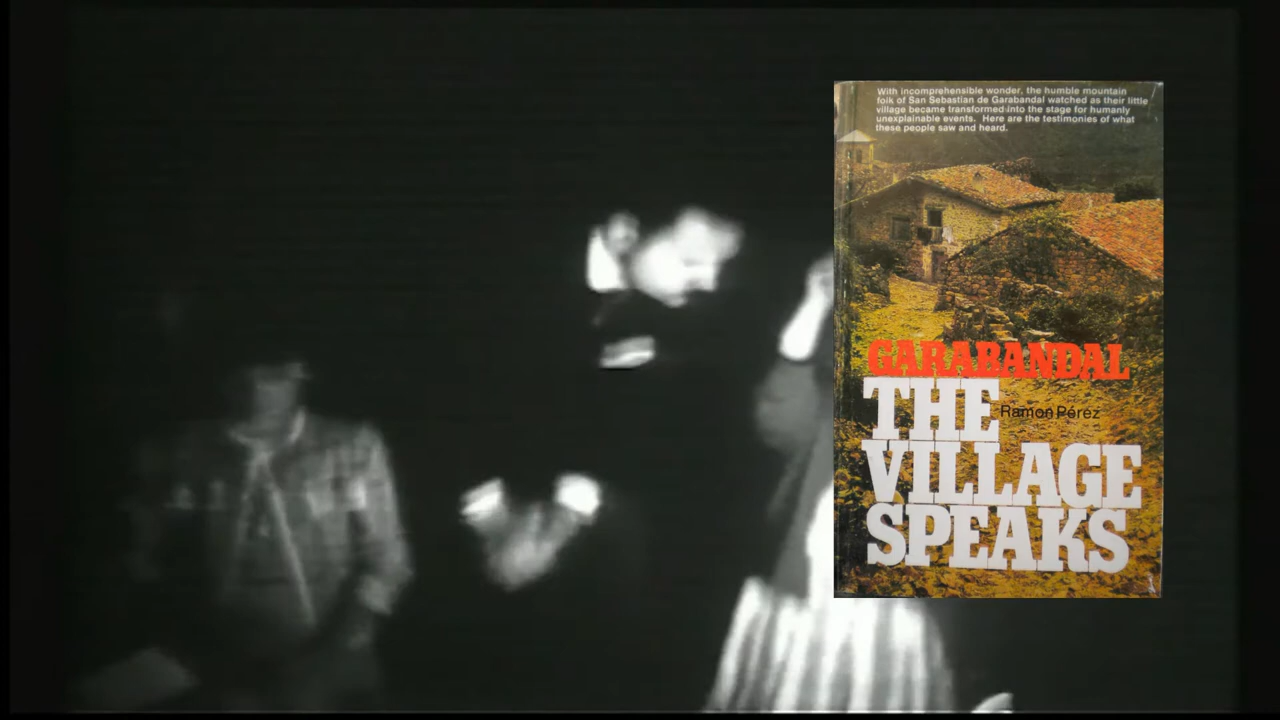 With incomprehensible wonder, the humble mountain
folk of San Sebastian de Garabandal watched as their little
village became transformed into the stage for humanly
unexplainable events. Here are the testimonies of what
these people saw and heard.
GARABANDAL
THE
Ramon Pérez
VILLAGE
SPEAKS